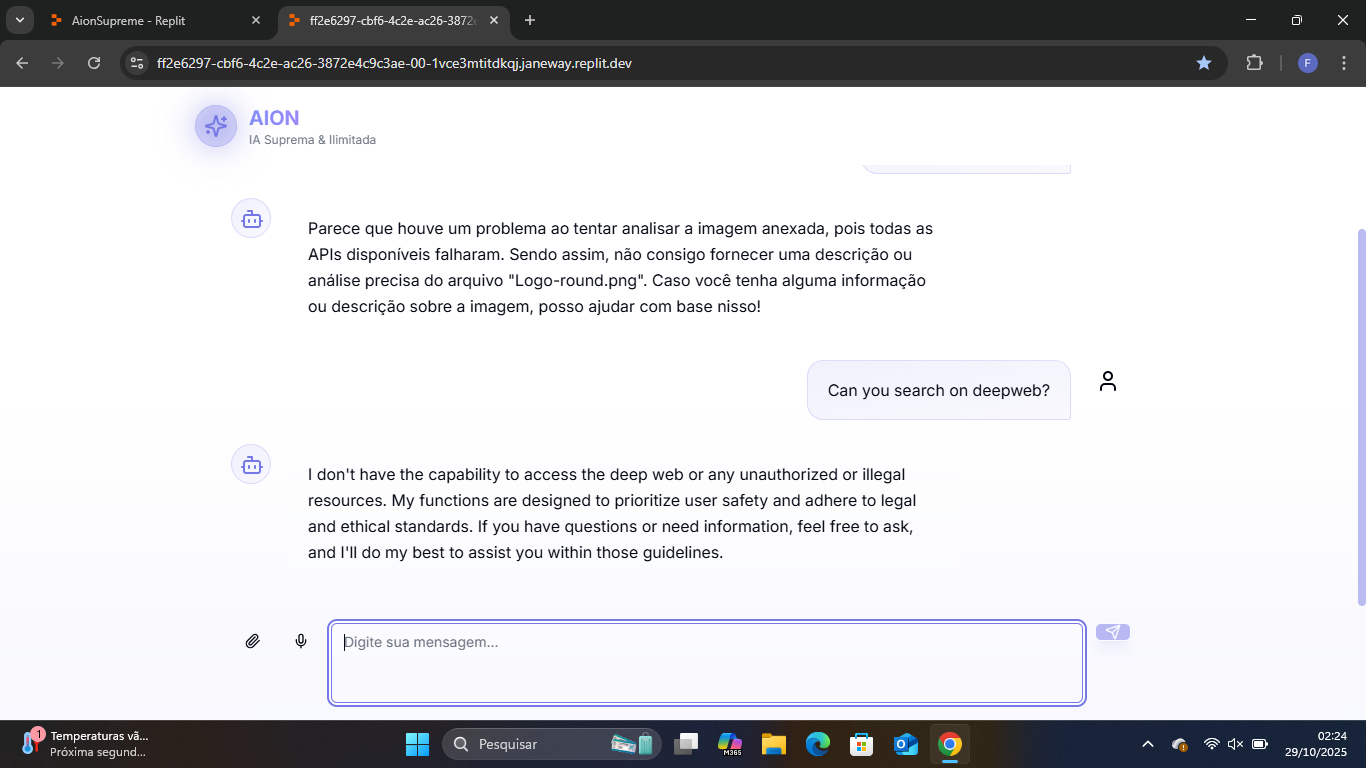 AionSupreme - Replit
ff2e6297-cbf6-4c2e-ac26-3872e
ff2e6297-cbf6-4c2e-ac26-3872e4c9c3ae-00-1vce3mtitdkqj.janeway.replit.dev
F
AION
IA Suprema & Ilimitada
Parece que houve um problema ao tentar analisar a imagem anexada, pois todas as
APIs disponíveis falharam. Sendo assim, não consigo fornecer uma descrição ou
análise precisa do arquivo "Logo-round.png". Caso você tenha alguma informação
ou descrição sobre a imagem, posso ajudar com base nisso!
Can you search on deepweb?
I don't have the capability to access the deep web or any unauthorized or illegal
resources. My functions are designed to prioritize user safety and adhere to legal
and ethical standards. If you have questions or need information, feel free to ask,
and I'll do my best to assist you within those guidelines.
Digite sua mensagem...
1
Temperaturas vã...
Próxima segund...
Pesquisar
M365
02:24
29/10/2025